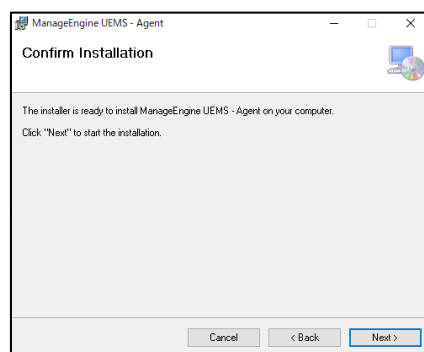 ManageEngine UEMS - Agent
Confirm Installation
The installer is ready to install ManageEngine UEMS - Agent on your computer.
Click "Next" to start the installation.
Cancel
< Back
Next >